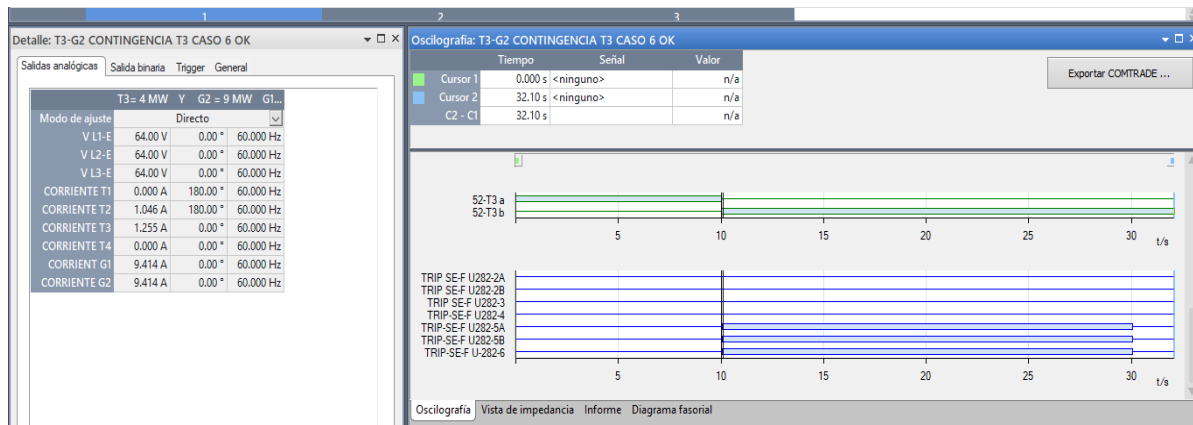 1 2 3
Detalle: T3-G2 CONTINGENCIA T3 CASO 6 OK
Salidas analógicas Salida binaria Trigger General
T3= 4 MW Y G2 = 9 MW G1...
Modo de ajuste Directo
V L1-E 64.00 V 0.00 ° 60.000 Hz
V L2-E 64.00 V 0.00 ° 60.000 Hz
V L3-E 64.00 V 0.00 ° 60.000 Hz
CORRIENTE T1 0.000 A 180.00 ° 60.000 Hz
CORRIENTE T2 1.046 A 180.00 ° 60.000 Hz
CORRIENTE T3 1.255 A 0.00 ° 60.000 Hz
CORRIENTE T4 0.000 A 0.00 ° 60.000 Hz
CORRIENT G1 9.414 A 0.00 ° 60.000 Hz
CORRIENTE G2 9.414 A 0.00 ° 60.000 Hz
Oscilografía: T3-G2 CONTINGENCIA T3 CASO 6 OK
Tiempo Señal Valor
Cursor 1 0.000 s <ninguno> n/a
Cursor 2 32.10 s <ninguno> n/a
C2 - C1 32.10 s n/a
Exportar COMTRADE ...
52-T3 a
52-T3 b
5 10 15 20 25 30 t/s
TRIP SE-F U282-2A
TRIP SE-F U282-2B
TRIP SE-F U282-3
TRIP-SE-F U282-4
TRIP-SE-F U282-5A
TRIP-SE-F U282-5B
TRIP-SE-F U-282-6
5 10 15 20 25 30 t/s
Oscilografía Vista de impedancia Informe Diagrama fasorial